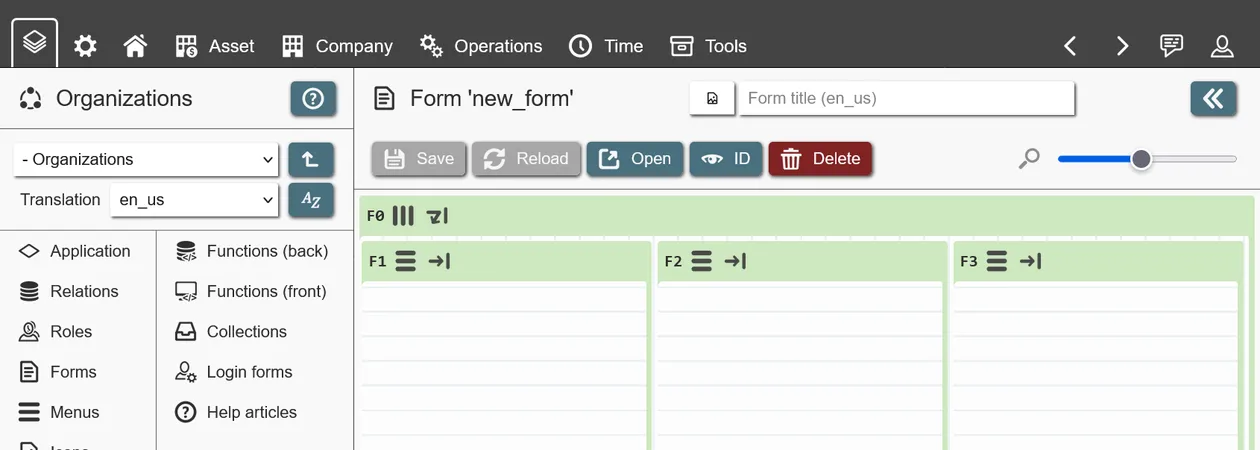 Asset Company Operations Time Tools
Organizations
Form 'new_form'
Form title (en_us)
- Organizations
Save Reload Open ID Delete
Translation en_us AZ
F0
Application Functions (back)
F1 F2 F3
Relations Functions (front)
Roles Collections
Forms Login forms
Menus Help articles